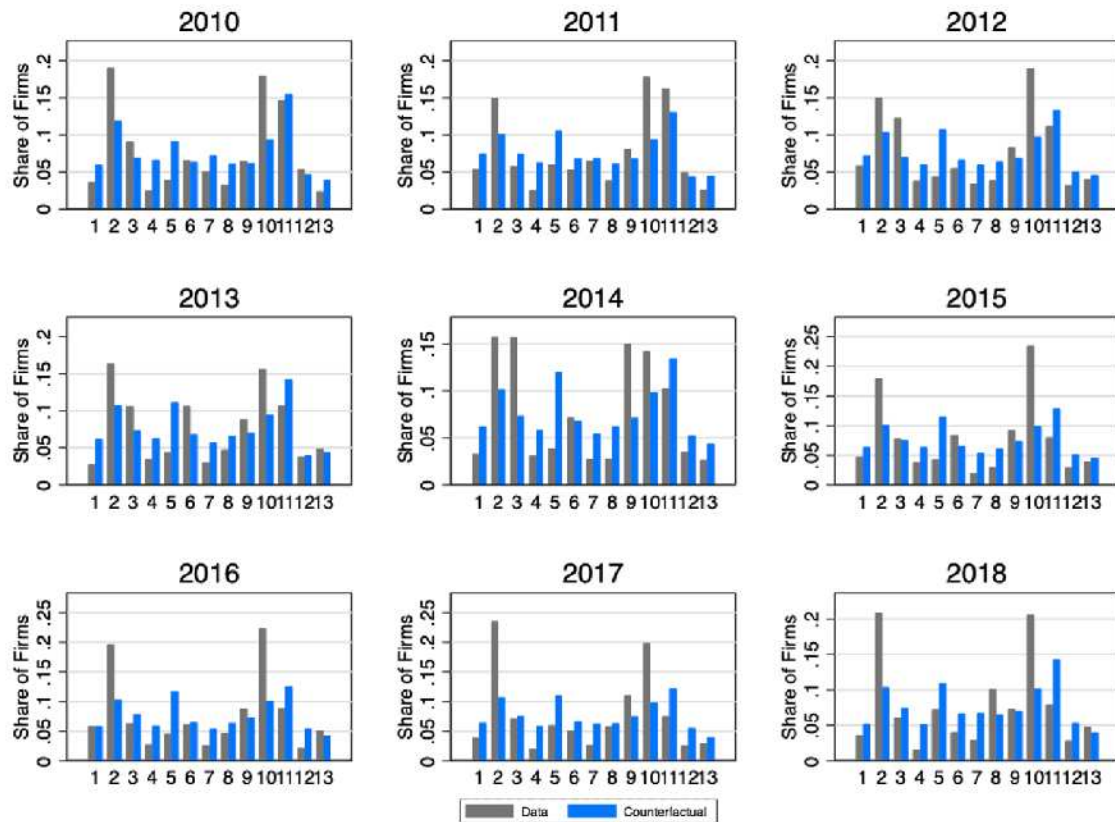 2010 2011 2012
Share of Firms 0 .05 .1 .15 .2
1 2 3 4 5 6 7 8 9 10 11 12 13
Share of Firms 0 .05 .1 .15 .2
1 2 3 4 5 6 7 8 9 10 11 12 13
Share of Firms 0 .05 .1 .15 .2
1 2 3 4 5 6 7 8 9 10 11 12 13
2013 2014 2015
Share of Firms 0 .05 .1 .15 .2
1 2 3 4 5 6 7 8 9 10 11 12 13
Share of Firms 0 .05 .1 .15
1 2 3 4 5 6 7 8 9 10 11 12 13
Share of Firms 0 .05 .1 .15 .2 .25
1 2 3 4 5 6 7 8 9 10 11 12 13
2016 2017 2018
Share of Firms 0 .05 .1 .15 .2 .25
1 2 3 4 5 6 7 8 9 10 11 12 13
Share of Firms 0 .05 .1 .15 .2 .25
1 2 3 4 5 6 7 8 9 10 11 12 13
Share of Firms 0 .05 .1 .15 .2
1 2 3 4 5 6 7 8 9 10 11 12 13
Data Counterfactual